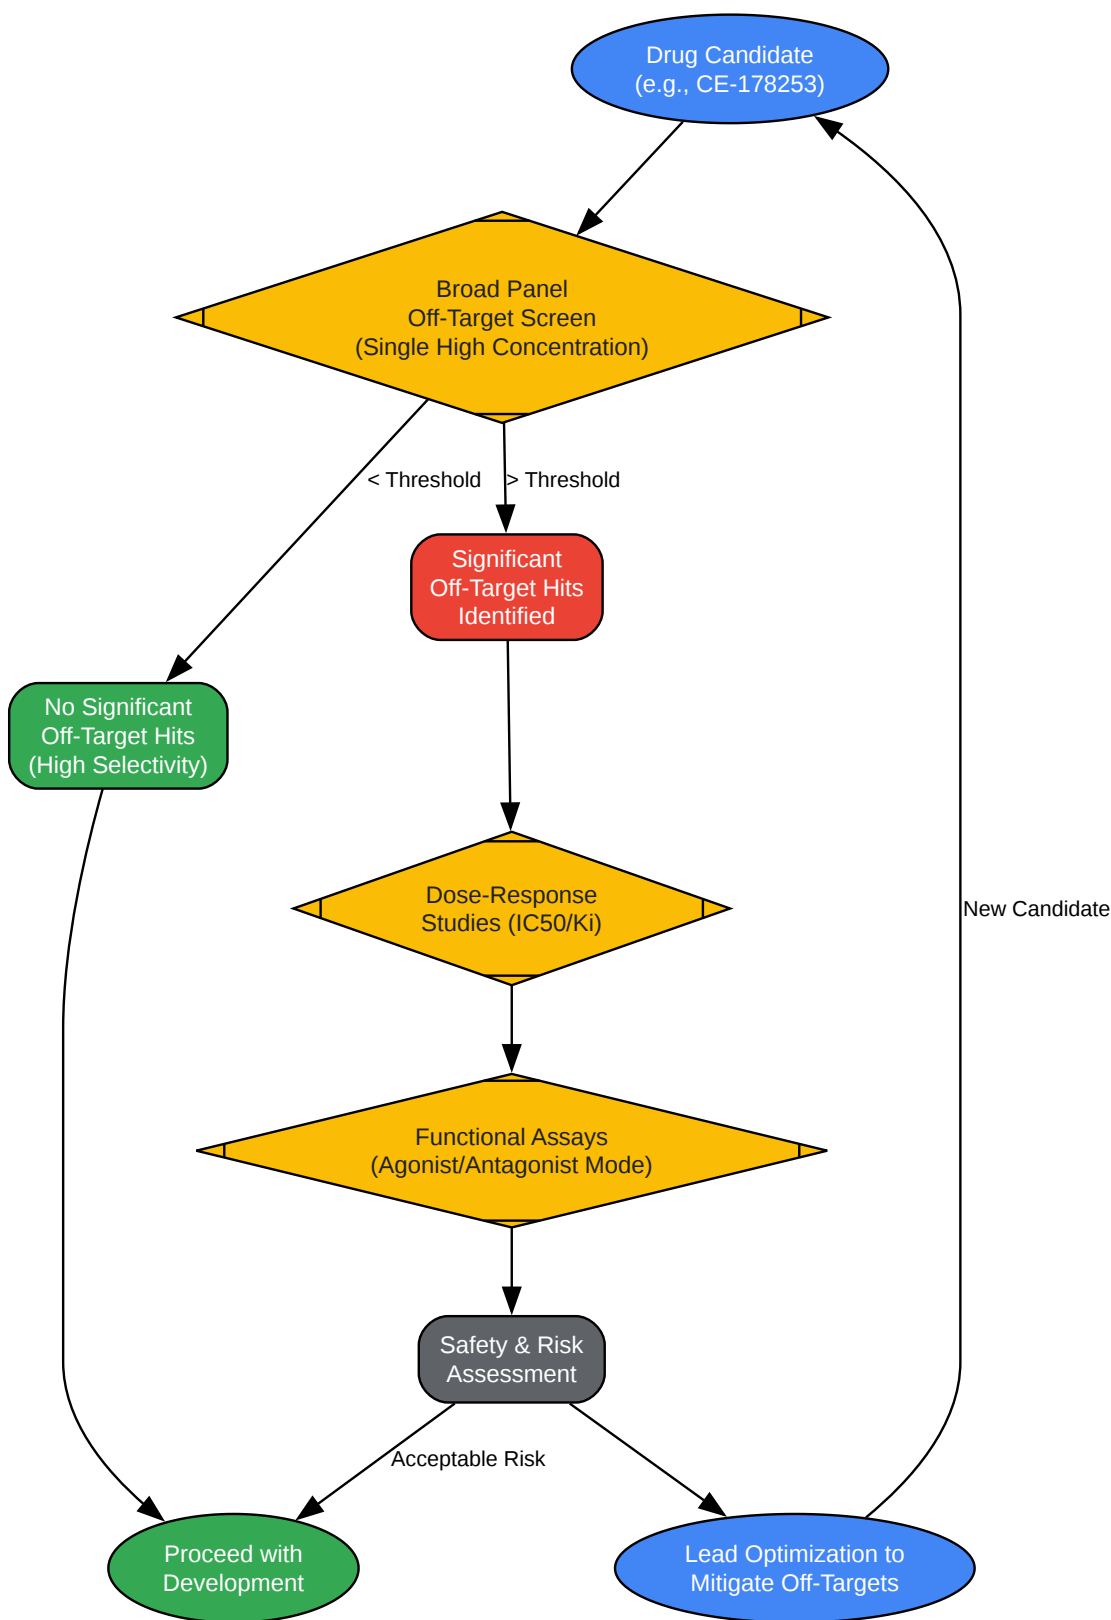 Drug Candidate
(e.g., CE-178253)
Broad Panel
Off-Target Screen
(Single High Concentration)
< Threshold
> Threshold
Significant
Off-Target Hits
Identified
No Significant
Off-Target Hits
(High Selectivity)
Dose-Response
Studies (IC50/Ki)
New Candidate
Functional Assays
(Agonist/Antagonist Mode)
Safety & Risk
Assessment
Acceptable Risk
Proceed with
Development
Lead Optimization to
Mitigate Off-Targets